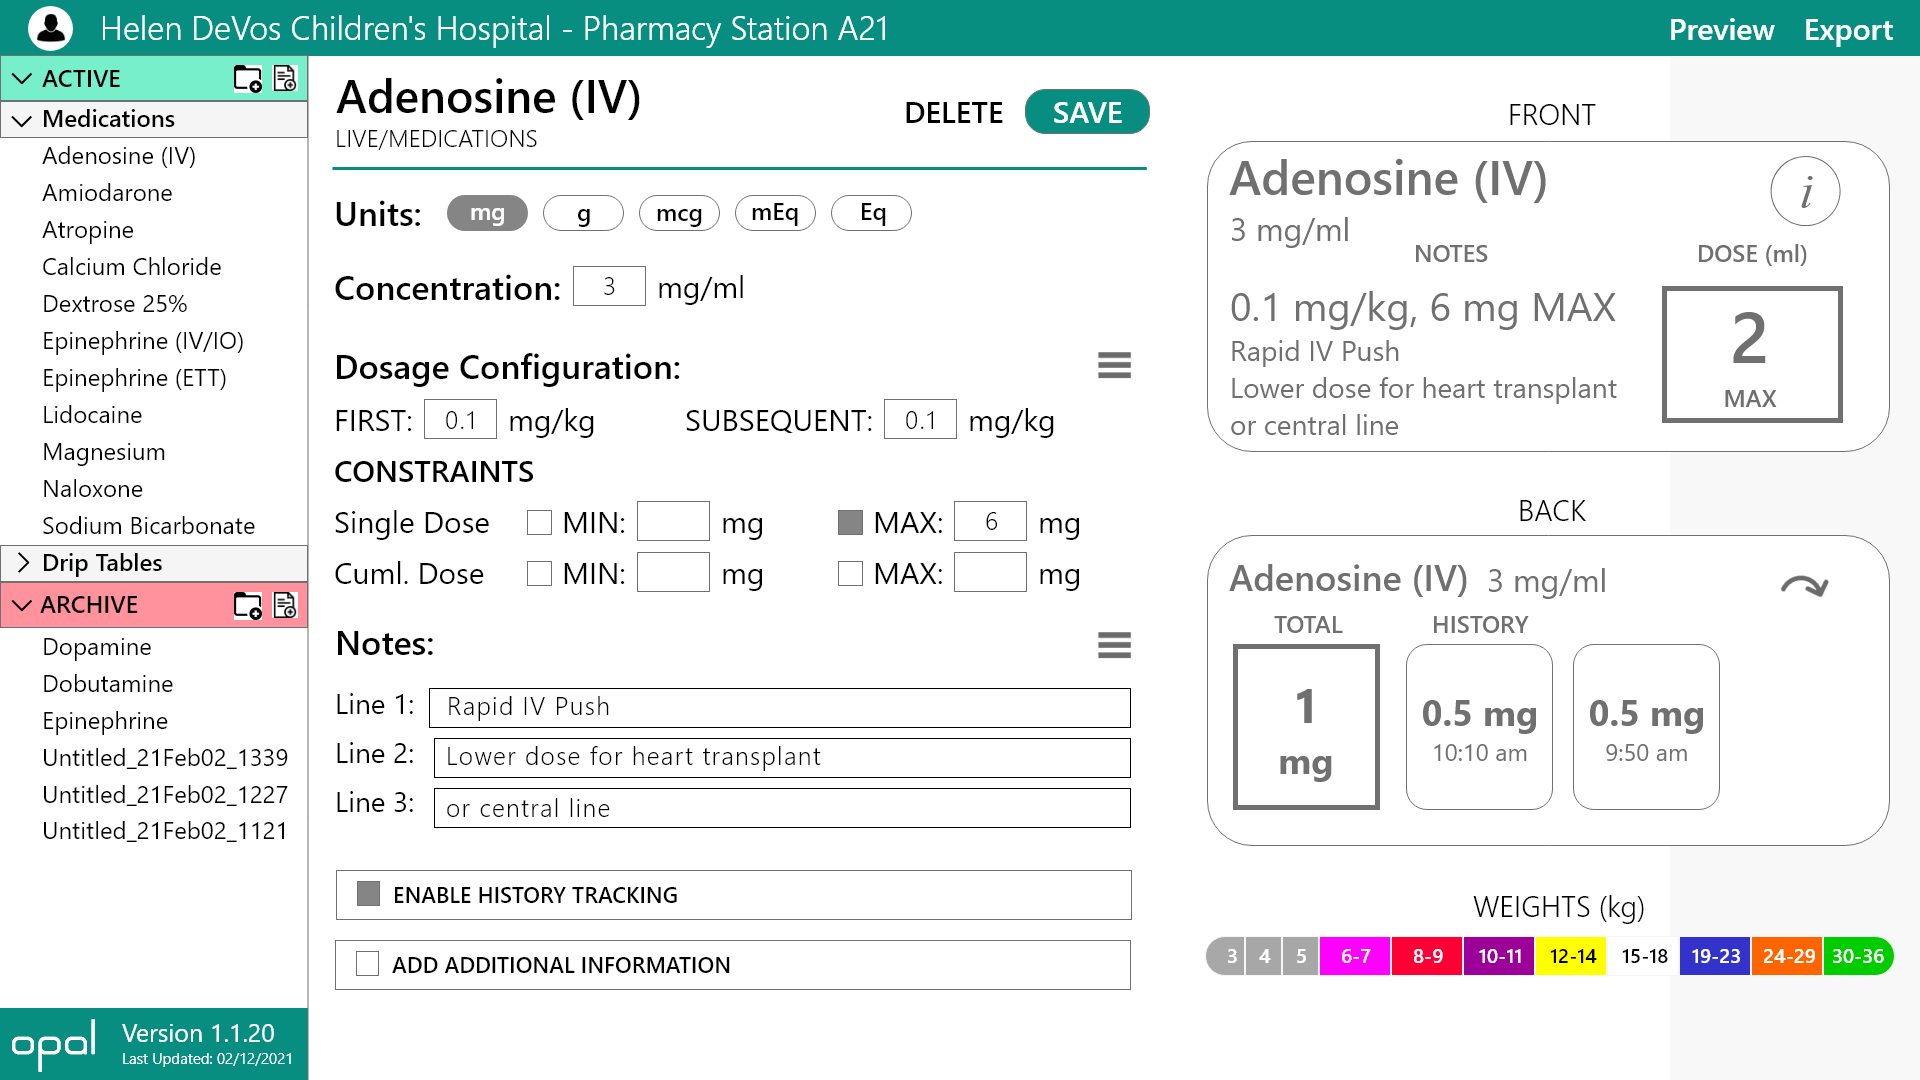 Helen DeVos Children's Hospital - Pharmacy Station A21
Preview Export
ACTIVE
Medications
Adenosine (IV)
Amiodarone
Atropine
Calcium Chloride
Dextrose 25%
Epinephrine (IV/IO)
Epinephrine (ETT)
Lidocaine
Magnesium
Naloxone
Sodium Bicarbonate
Drip Tables
ARCHIVE
Dopamine
Dobutamine
Epinephrine
Untitled_21Feb02_1339
Untitled_21Feb02_1227
Untitled_21Feb02_1121
opal
Version 1.1.20
Last Updated: 02/12/2021
Adenosine (IV)
LIVE/MEDICATIONS
DELETE SAVE
Units: mg g mcg mEq Eq
Concentration: 3 mg/ml
Dosage Configuration:
FIRST: 0.1 mg/kg SUBSEQUENT: 0.1 mg/kg
CONSTRAINTS
Single Dose MIN: mg MAX: 6 mg
Cuml. Dose MIN: mg MAX: mg
Notes:
Line 1: Rapid IV Push
Line 2: Lower dose for heart transplant
Line 3: or central line
ENABLE HISTORY TRACKING
ADD ADDITIONAL INFORMATION
FRONT
Adenosine (IV)
i
3 mg/ml
NOTES
DOSE (ml)
0.1 mg/kg, 6 mg MAX
Rapid IV Push
Lower dose for heart transplant
or central line
2
MAX
BACK
Adenosine (IV) 3 mg/ml
TOTAL HISTORY
1
mg
0.5 mg
10:10 am
0.5 mg
9:50 am
WEIGHTS (kg)
3 4 5 6-7 8-9 10-11 12-14 15-18 19-23 24-29 30-36